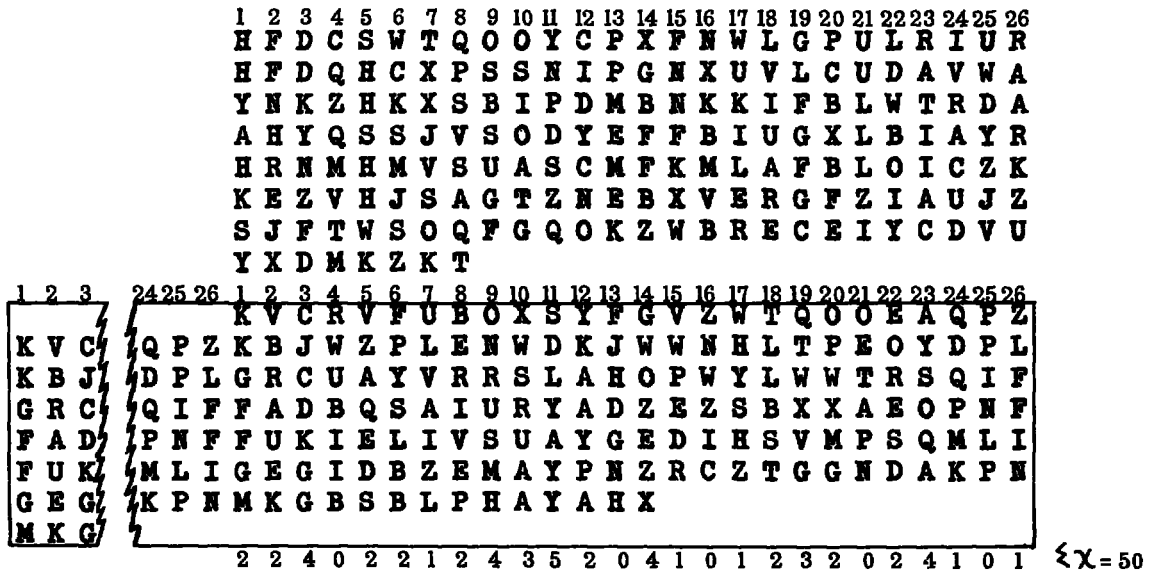 1 2 3 4 5 6 7 8 9 10 11 12 13 14 15 16 17 18 19 20 21 22 23 24 25 26
H F D C S W T Q O O Y C P X F N W L G P U L R I U R
H F D Q H C X P S S N I P G N X U V L C U D A V W A
Y N K Z H K X S B I P D M B N K K I F B L W T R D A
A H Y Q S S J V S O D Y E F F B I U G X L B I A Y R
H R N M H M V S U A S C M F K M L A F B L O I C Z K
K E Z V H J S A G T Z N E B X V E R G F Z I A U J Z
S J F T W S O Q F G Q O K Z W B R E C E I Y C D V U
Y X D M K Z K T
1 2 3 24 25 26 1 2 3 4 5 6 7 8 9 10 11 12 13 14 15 16 17 18 19 20 21 22 23 24 25 26
K V C R V F U B O X S Y F G V Z W T Q O O E A Q P Z
K V C Q P Z K B J W Z P L E N W D K J W W N H L T P E O Y D P L
K B J D P L G R C U A Y V R R S L A H O P W Y L W W T R S Q I F
G R C Q I F F A D B Q S A I U R Y A D Z E Z S B X X A E O P N F
F A D P N F F U K I E L I V S U A Y G E D I H S V M P S Q M L I
F U K M L I G E G I D B Z E M A Y P N Z R C Z T G G N D A K P N
G E G K P N M K G B S B L P H A Y A H X
M K G
2 2 4 0 2 2 1 2 4 3 5 2 0 4 1 0 1 2 3 2 0 2 4 1 0 1 ξχ = 50